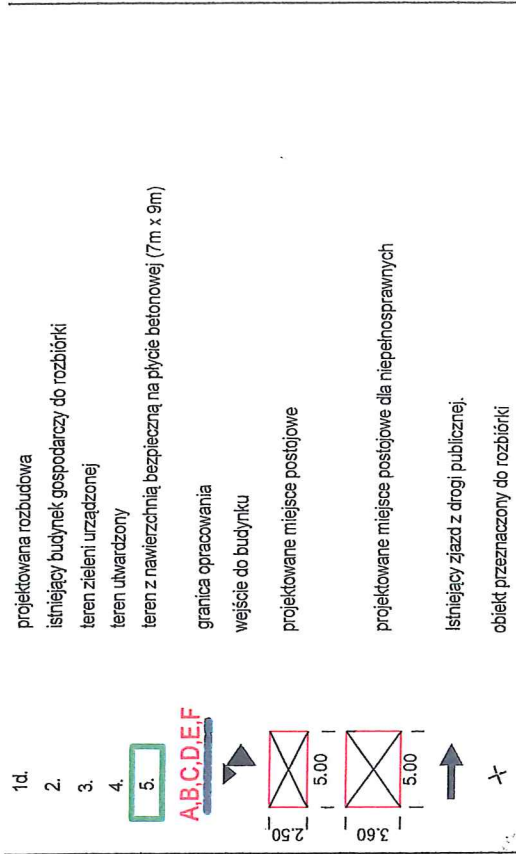 1d. projektowana rozbudowa
2. istniejący budynek gospodarczy do rozbiórki
3. teren zieleni urządzonej
4. teren utwardzony
5. teren z nawierzchnią bezpieczną na płycie betonowej (7m x 9m)
A,B,C,D,E,F granica opracowania
wejście do budynku
2.50 5.00 projektowane miejsce postojowe
3.60 5.00 projektowane miejsce postojowe dla niepełnosprawnych
Istniejący zjazd z drogi publicznej.
obiekt przeznaczony do rozbiórki